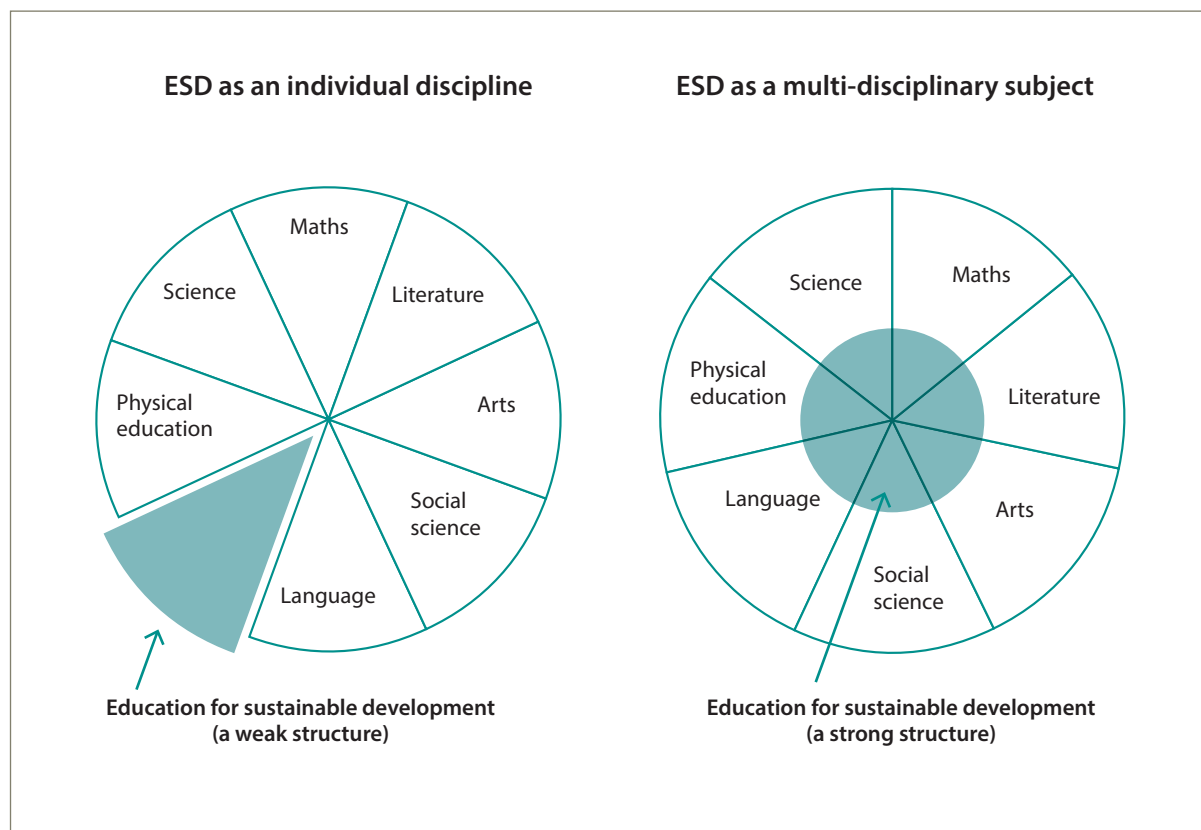 ESD as an individual discipline
Maths
Science
Literature
Physical
education
Arts
Social
science
Language
Education for sustainable development
(a weak structure)
ESD as a multi-disciplinary subject
Science
Maths
Physical
education
Literature
Language
Arts
Social
science
Education for sustainable development
(a strong structure)